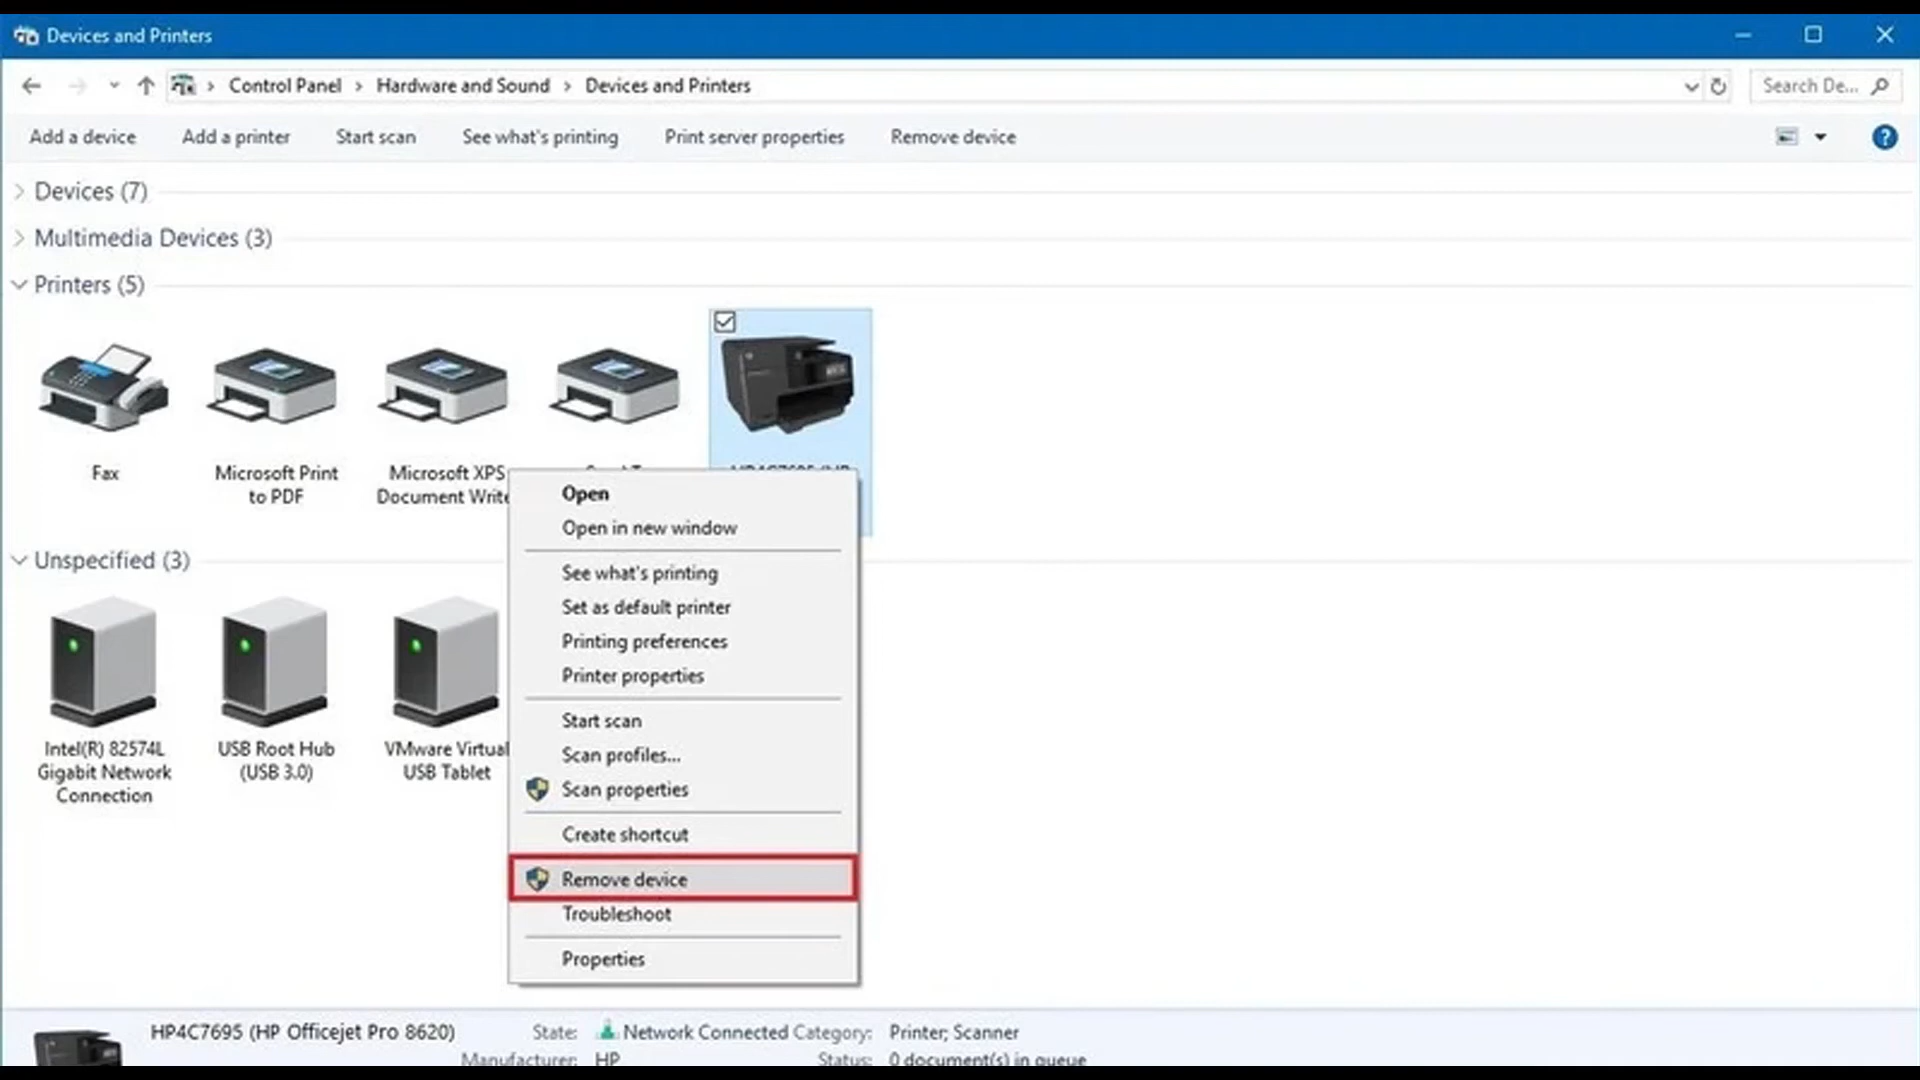 Devices and Printers
Control Panel > Hardware and Sound > Devices and Printers
Search De...
Add a device Add a printer Start scan See what's printing Print server properties Remove device
Devices (7)
Multimedia Devices (3)
Printers (5)
Fax
Microsoft Print
to PDF
Microsoft XPS
Document Write
Open
Open in new window
See what's printing
Set as default printer
Printing preferences
Printer properties
Start scan
Scan profiles...
Scan properties
Create shortcut
Remove device
Troubleshoot
Properties
Unspecified (3)
Intel(R) 82574L
Gigabit Network
Connection
USB Root Hub
(USB 3.0)
VMware Virtual
USB Tablet
HP4C7695 (HP Officejet Pro 8620) State: Network Connected Category: Printer; Scanner
Manufacturer: HP Status: 0 document(s) in queue